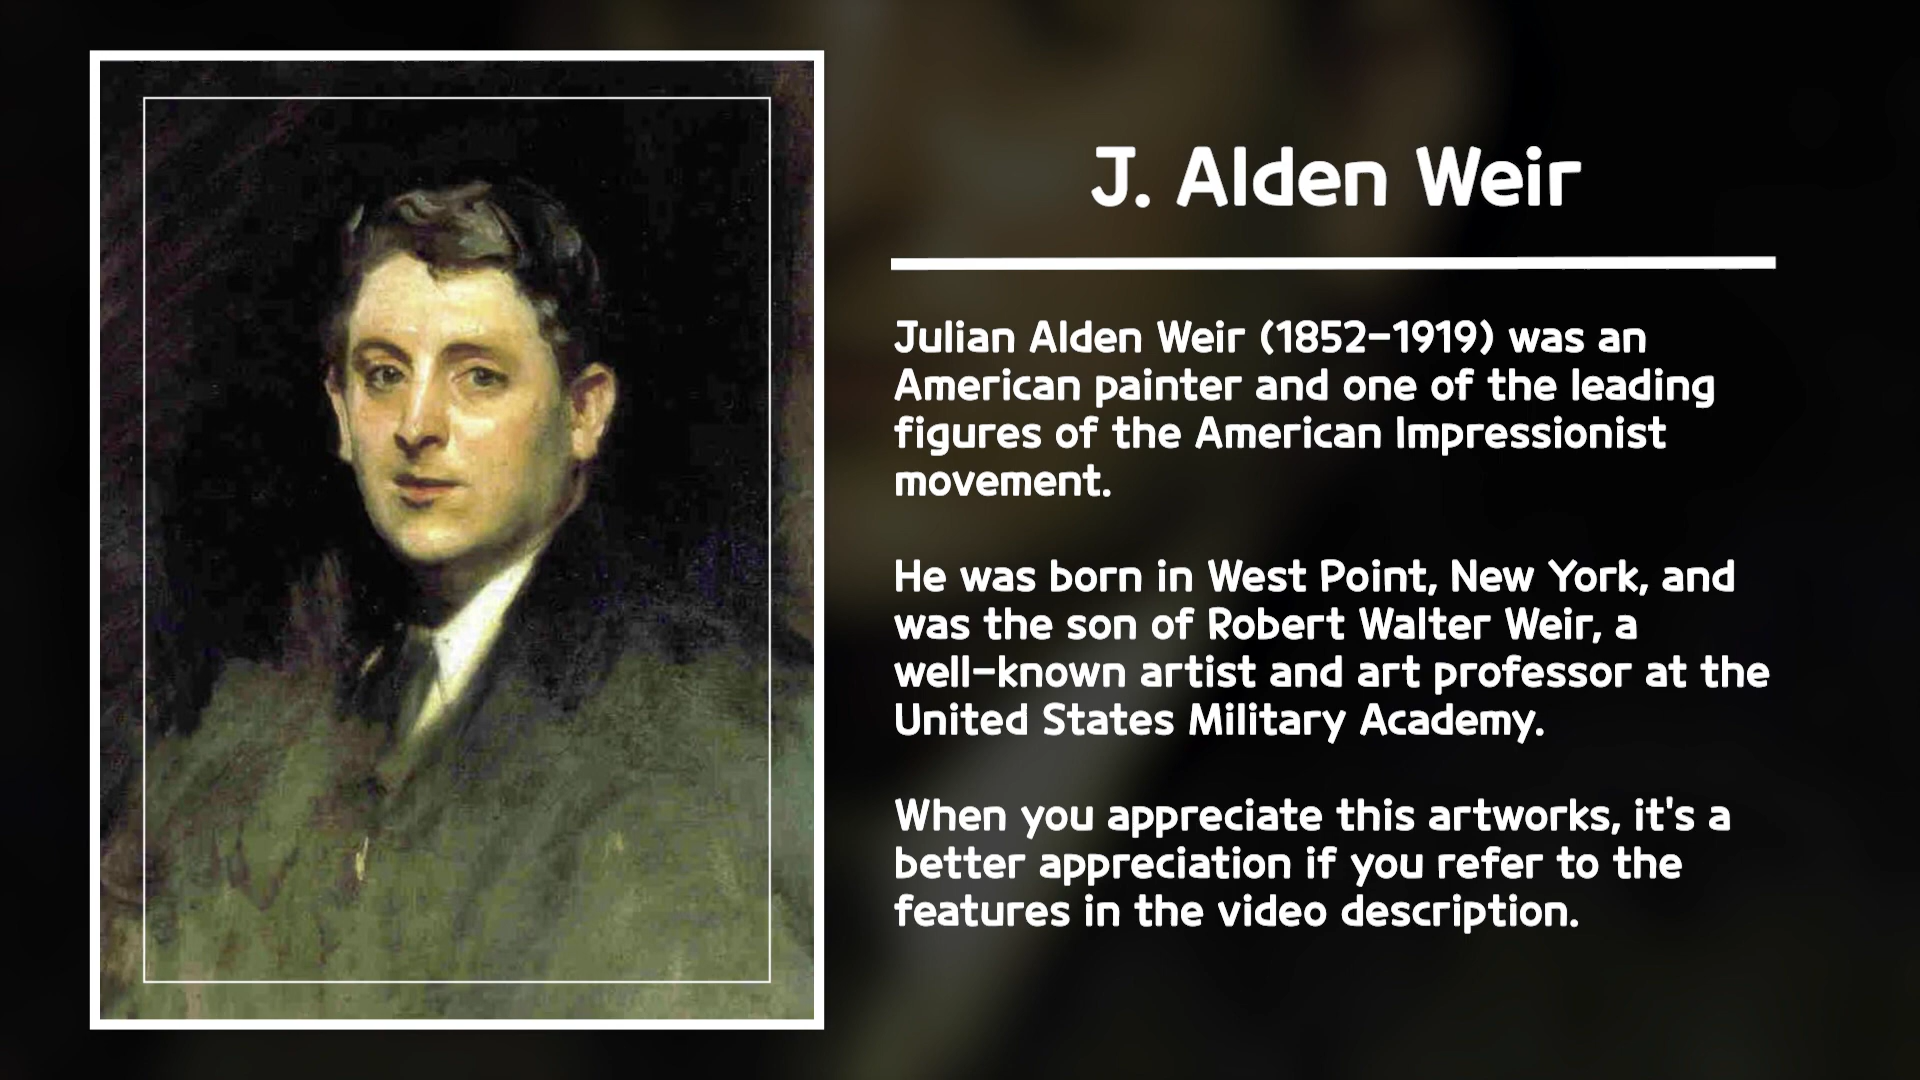 J. Alden Weir
Julian Alden Weir (1852-1919) was an
American painter and one of the leading
figures of the American Impressionist
movement.
He was born in West Point, New York, and
was the son of Robert Walter Weir, a
well-known artist and art professor at the
United States Military Academy.
When you appreciate this artworks, it's a
better appreciation if you refer to the
features in the video description.